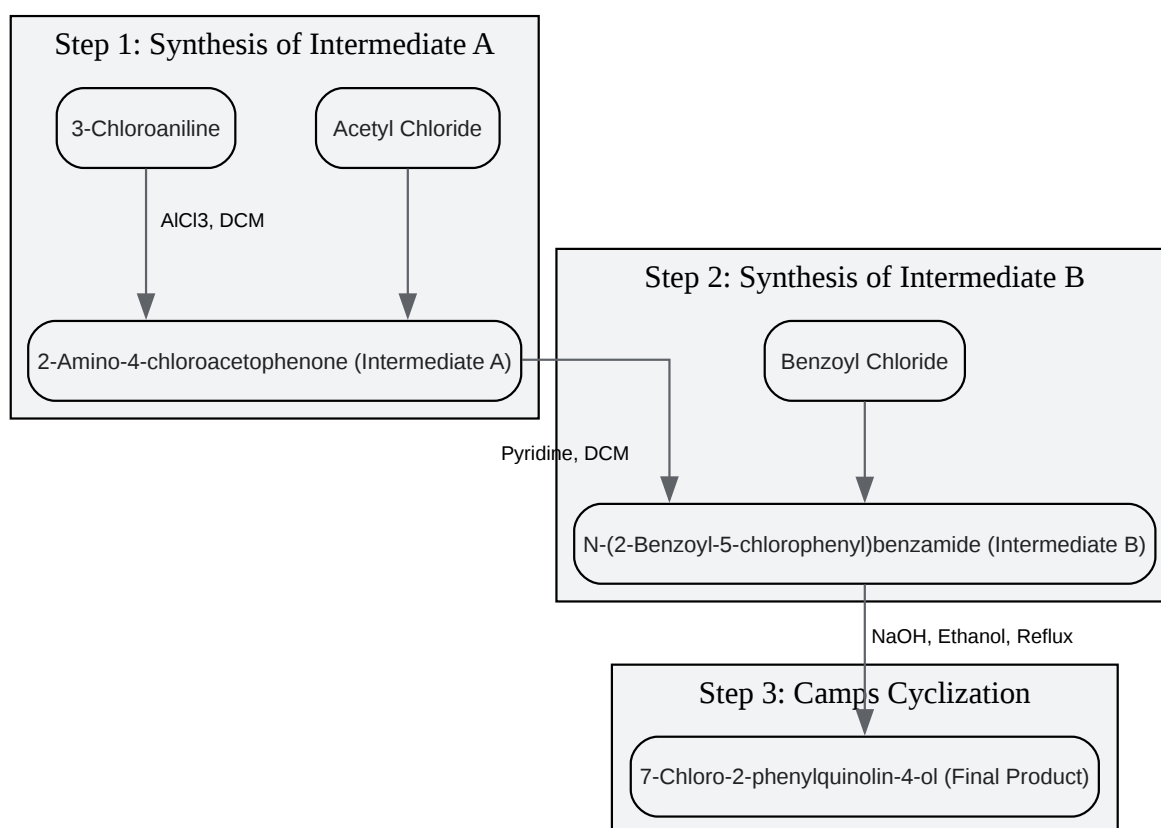 Step 1: Synthesis of Intermediate A
3-Chloroaniline
Acetyl Chloride
AlCl3, DCM
2-Amino-4-chloroacetophenone (Intermediate A)
Step 2: Synthesis of Intermediate B
Benzoyl Chloride
Pyridine, DCM
N-(2-Benzoyl-5-chlorophenyl)benzamide (Intermediate B)
NaOH, Ethanol, Reflux
Step 3: Camps Cyclization
7-Chloro-2-phenylquinolin-4-ol (Final Product)